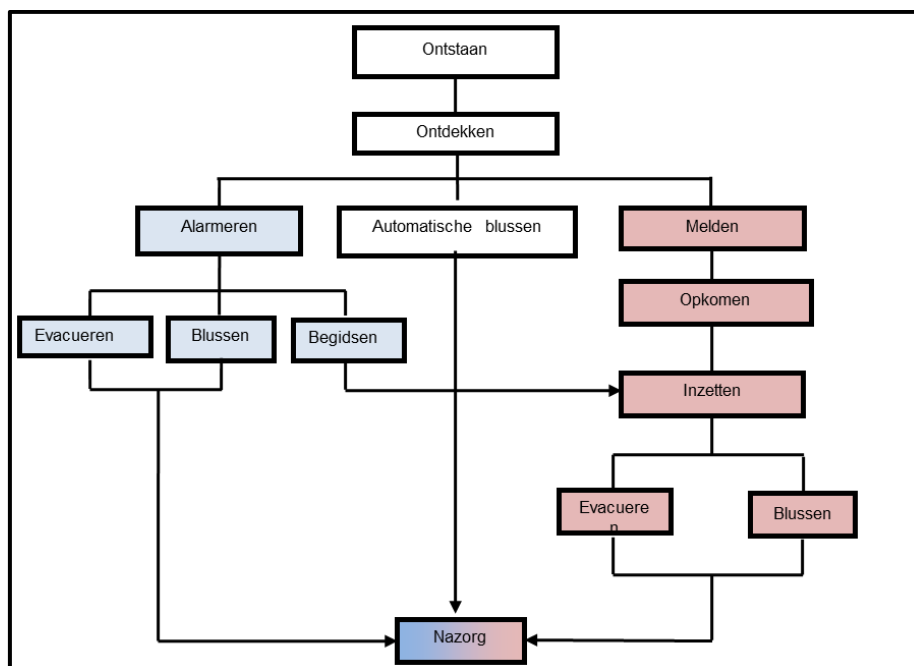 Ontstaan
Ontdekken
Alarmeren
Automatische blussen
Melden
Opkomen
Evacueren
Blussen
Begidsen
Inzetten
Evacuere
n
Blussen
Nazorg